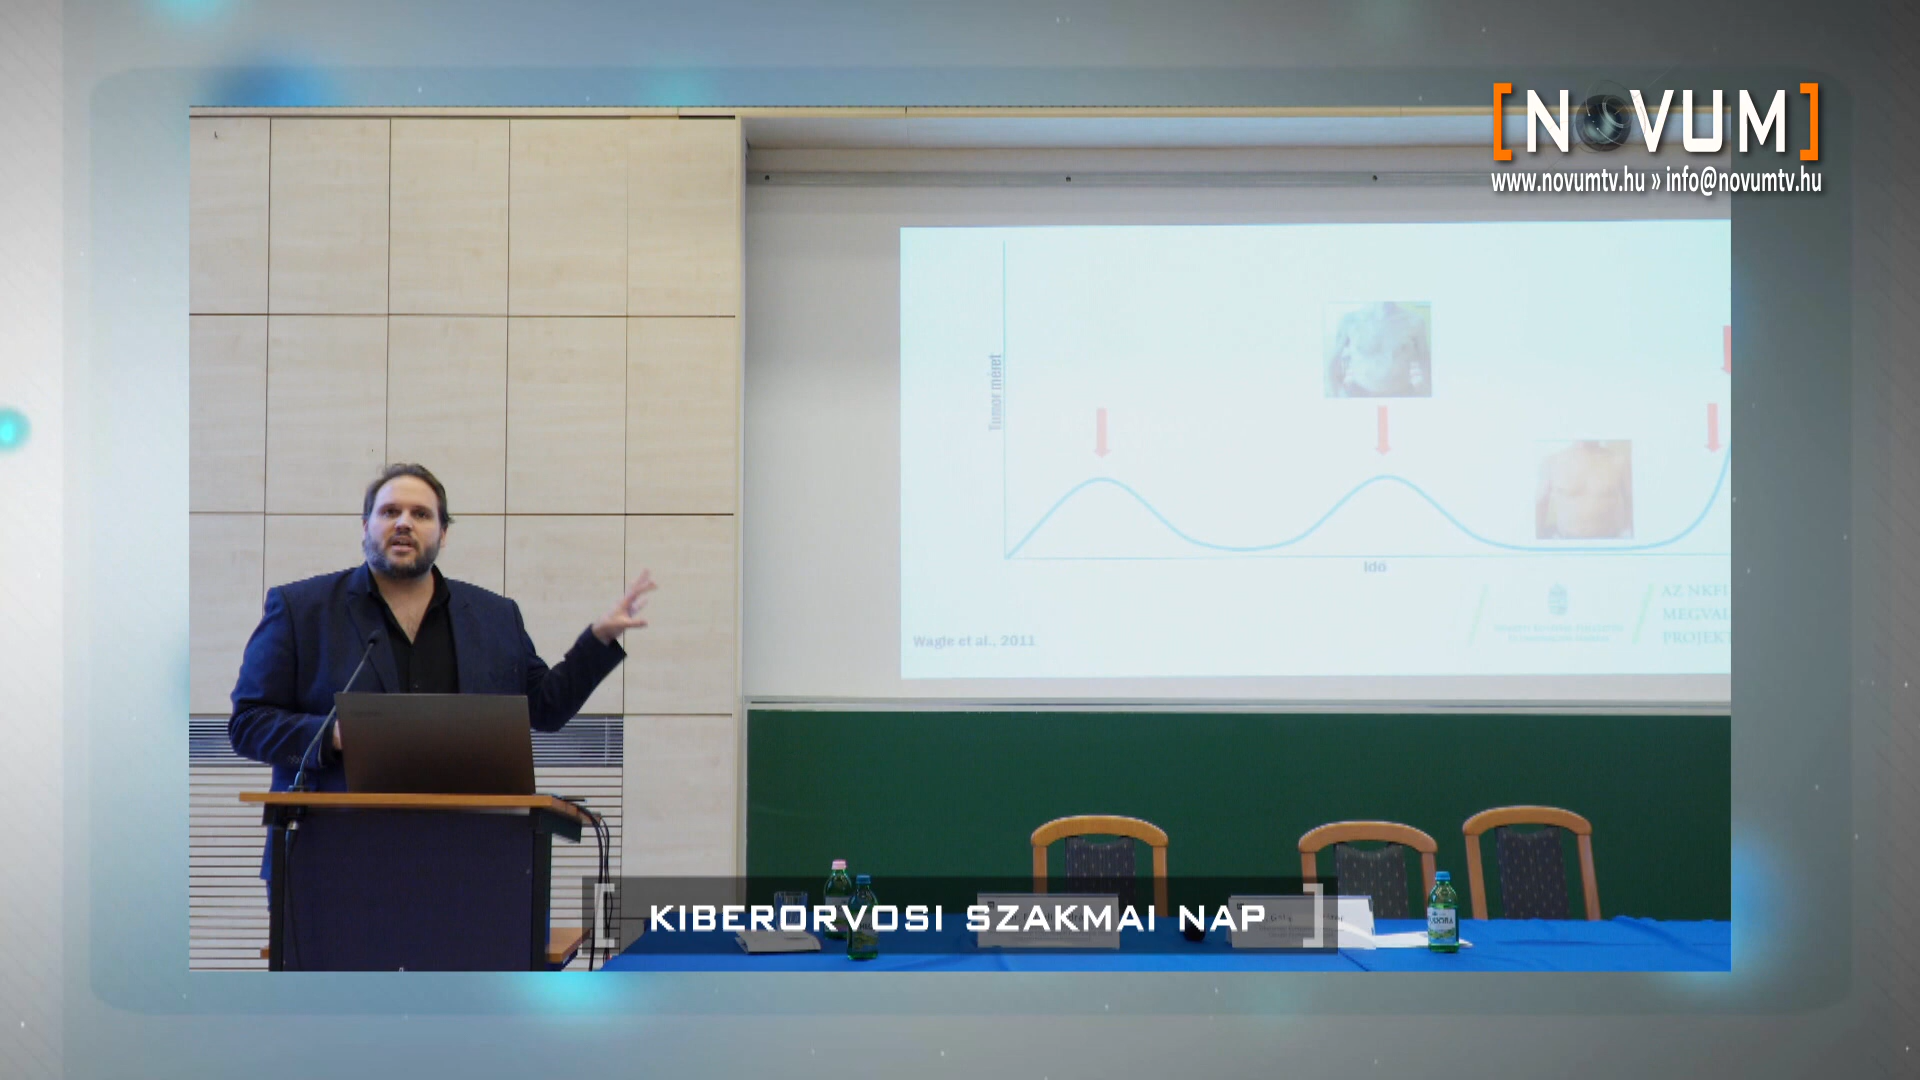 [NOVUM]
www.novumtv.hu » info@novumtv.hu
Tumor méret
Idő
Wagle et al., 2011
AZ NKFI
MEGVAL
PROJEKT
[KIBERORVOSI SZAKMAI NAP]